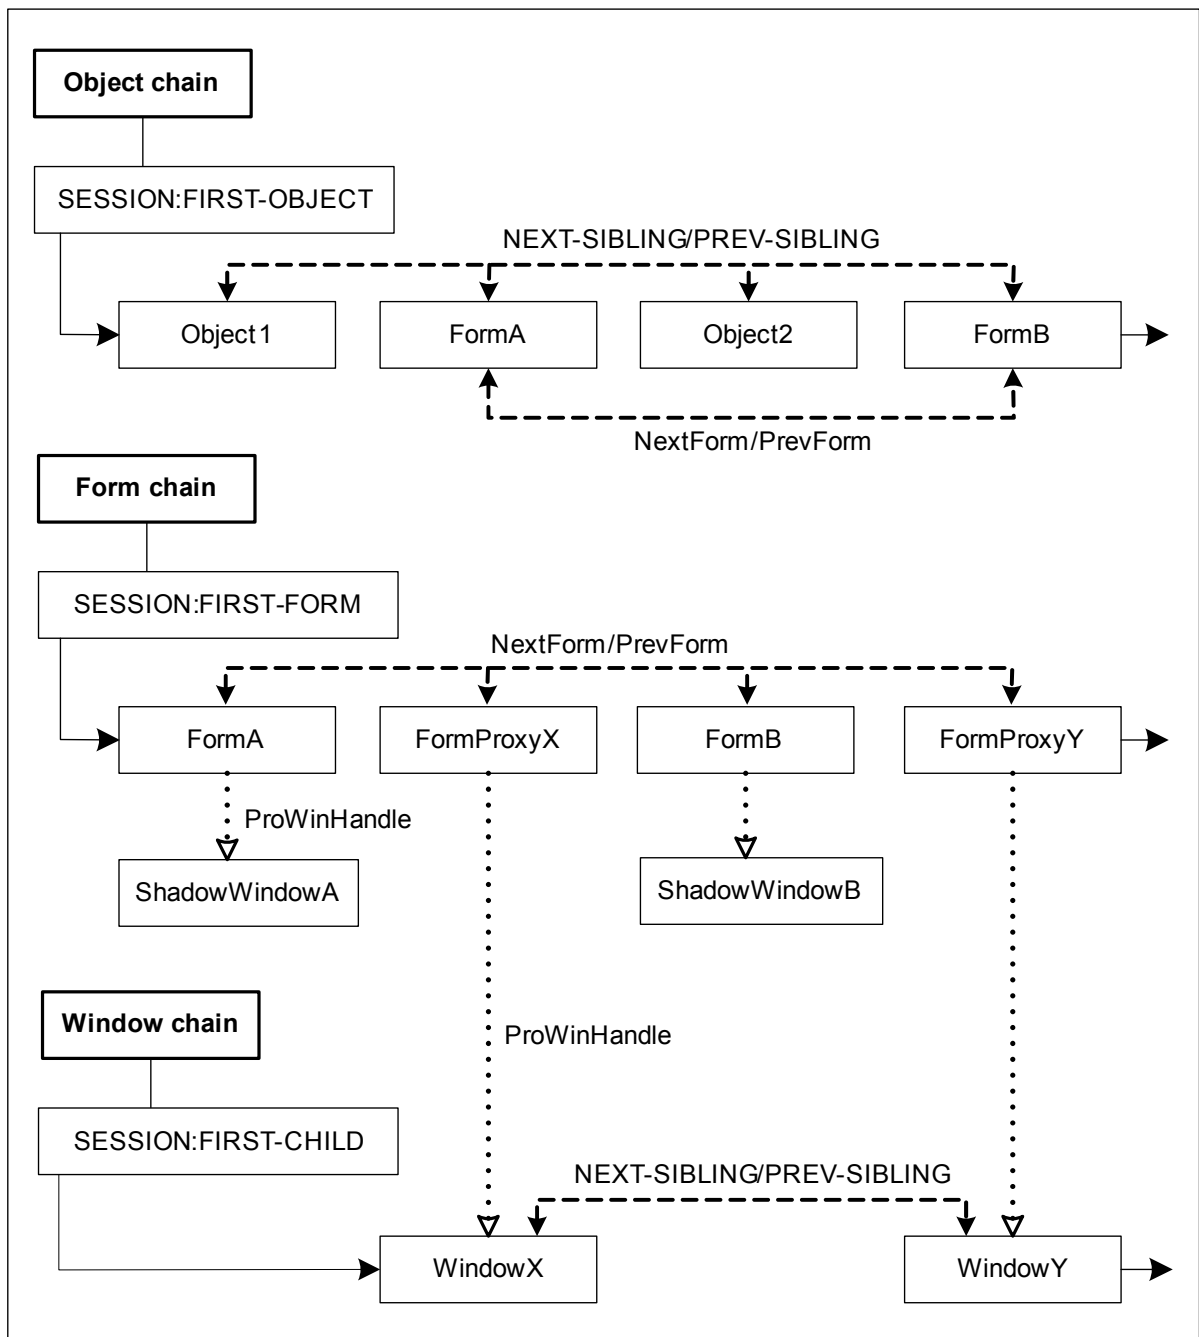 Object chain
SESSION:FIRST-OBJECT
NEXT-SIBLING/PREV-SIBLING
Object1
FormA
Object2
FormB
NextForm/PrevForm
Form chain
SESSION:FIRST-FORM
NextForm/PrevForm
FormA
FormProxyX
FormB
FormProxyY
ProWinHandle
ShadowWindowA
ShadowWindowB
Window chain
ProWinHandle
SESSION:FIRST-CHILD
NEXT-SIBLING/PREV-SIBLING
WindowX
WindowY